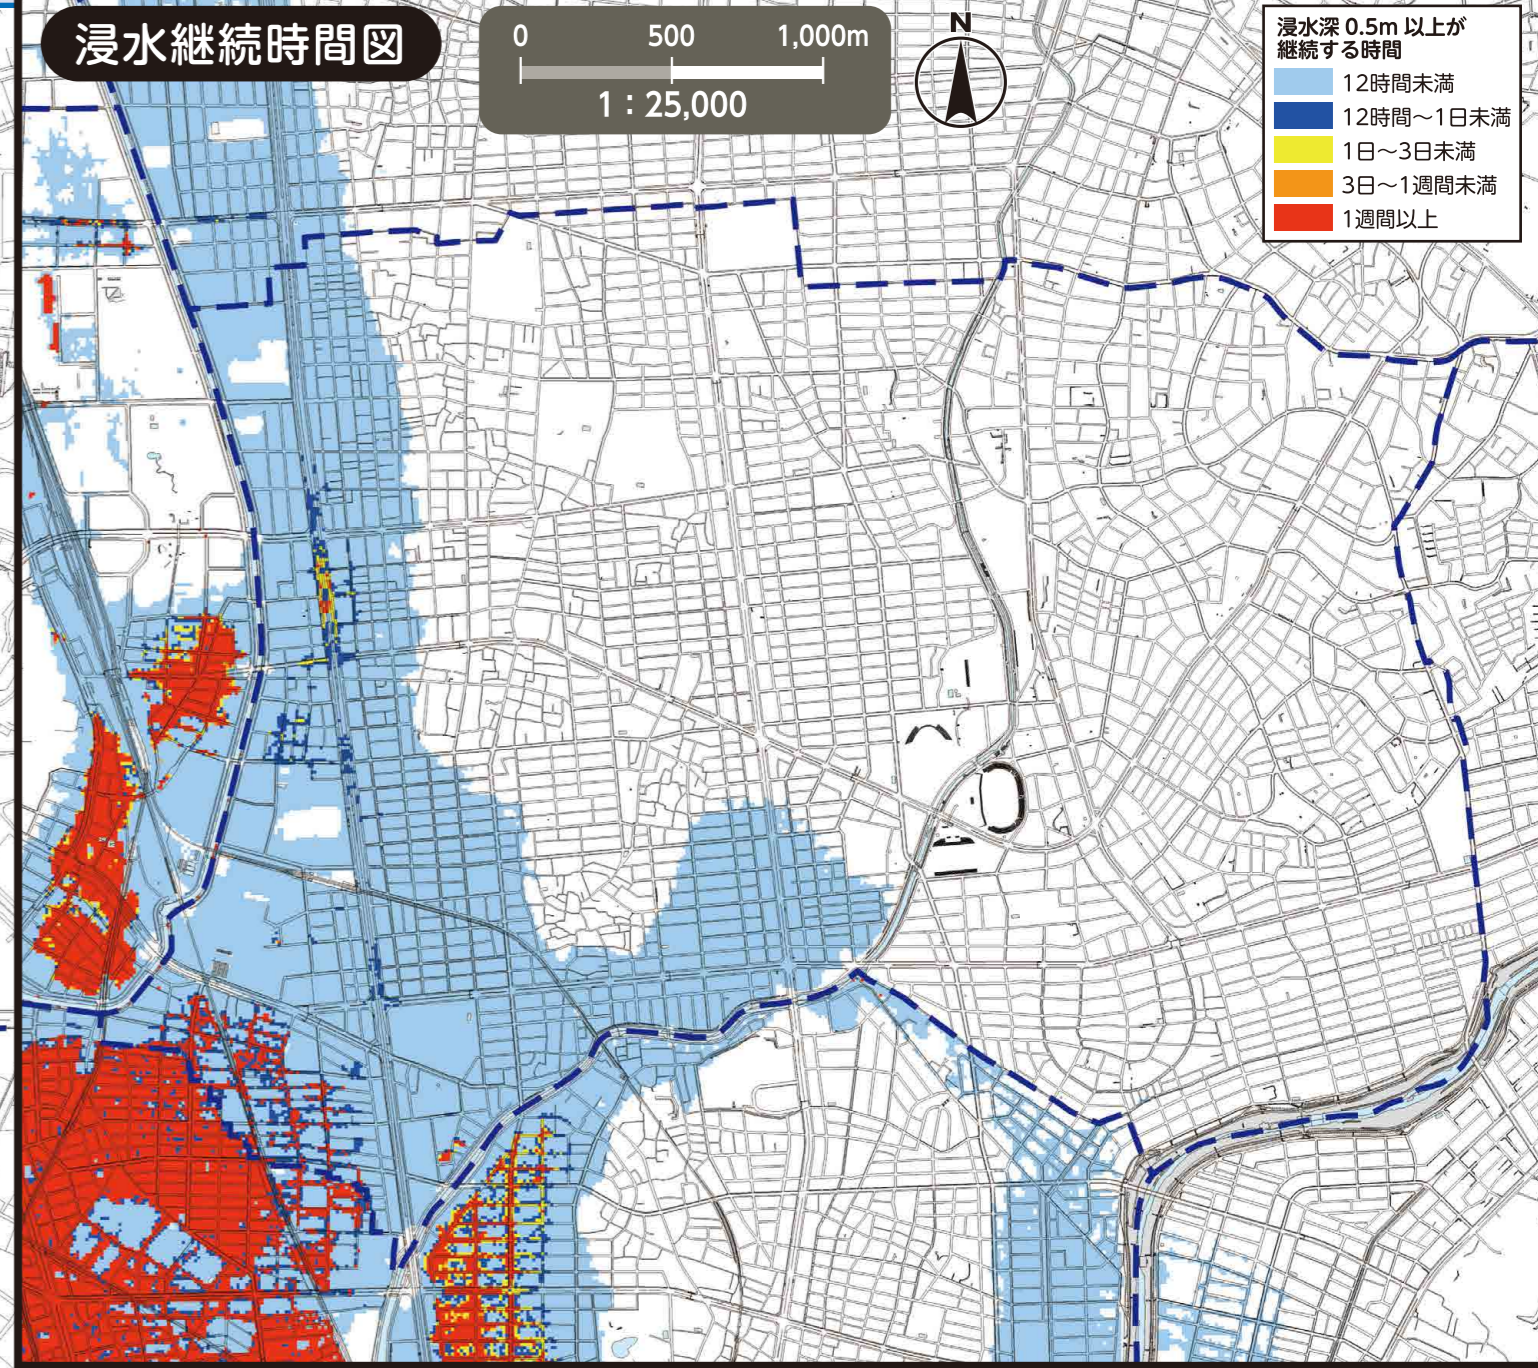 浸水継続時間図
0 500 1,000m
1：25,000
N
浸水深 0.5m 以上が
継続する時間
12時間未満
12時間～1日未満
1日～3日未満
3日～1週間未満
1週間以上